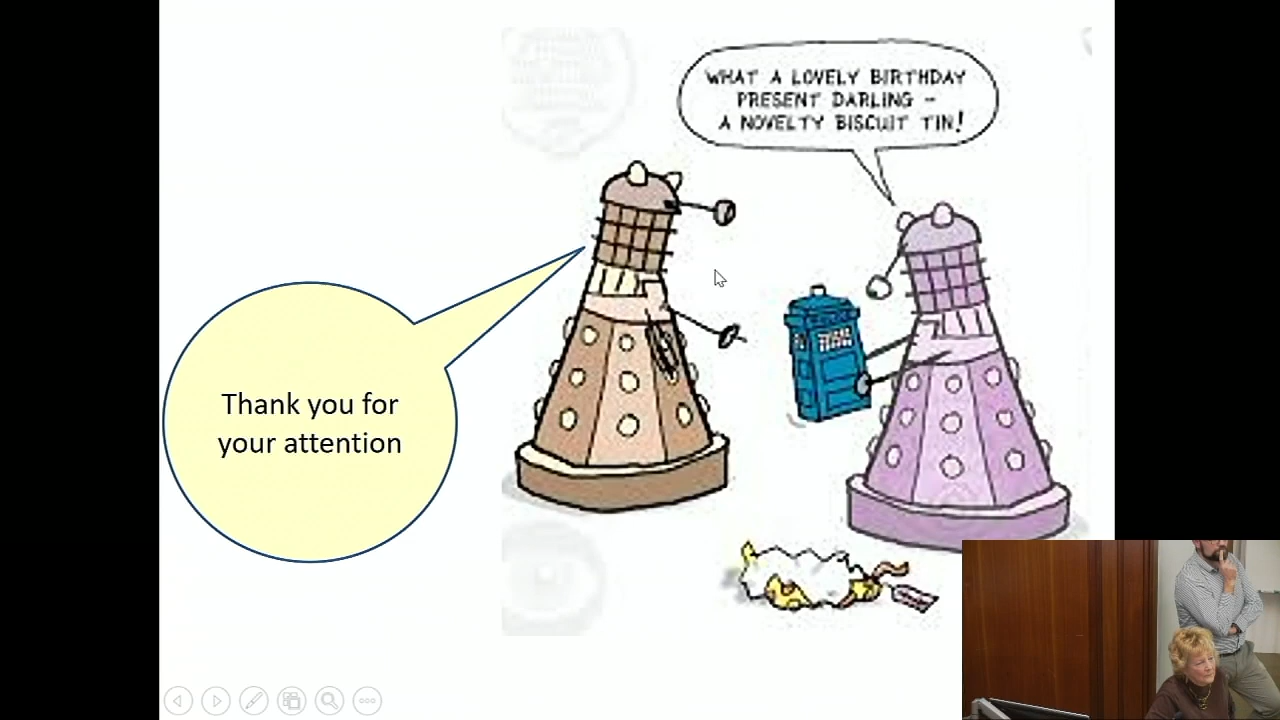 WHAT A LOVELY BIRTHDAY
PRESENT DARLING -
A NOVELTY BISCUIT TIN!
Thank you for
your attention